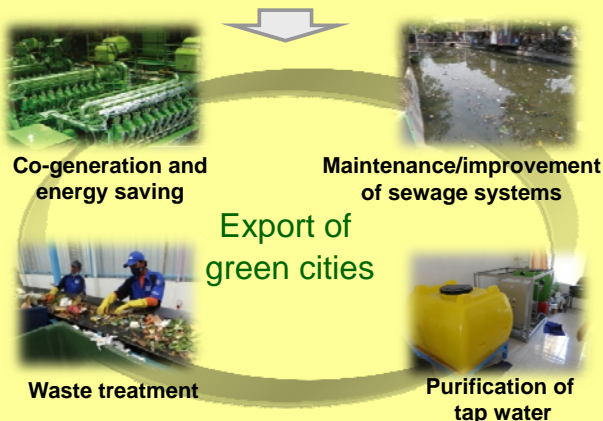 Co-generation and
energy saving
Maintenance/improvement
of sewage systems
Export of
green cities
Waste treatment
Purification of
tap water